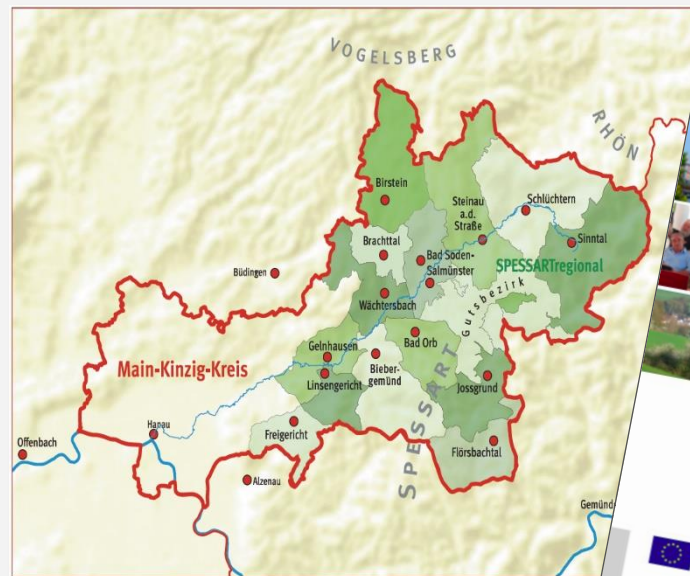 VOGELSBERG
RHÖN
Birstein
Steinau
a.d.
Straße
Schlüchtern
Brachttal
Sinntal
Bad Soden-
Salmünster
SPESSARTregional
Büdingen
Gutsbezirk
Wächtersbach
Bad Orb
Gelnhausen
Main-Kinzig-Kreis
Bieber-
gemünd
Linsengericht
Jossgrund
SPESSART
Freigericht
Hanau
Offenbach
Flörsbachtal
Alzenau
Gemünd